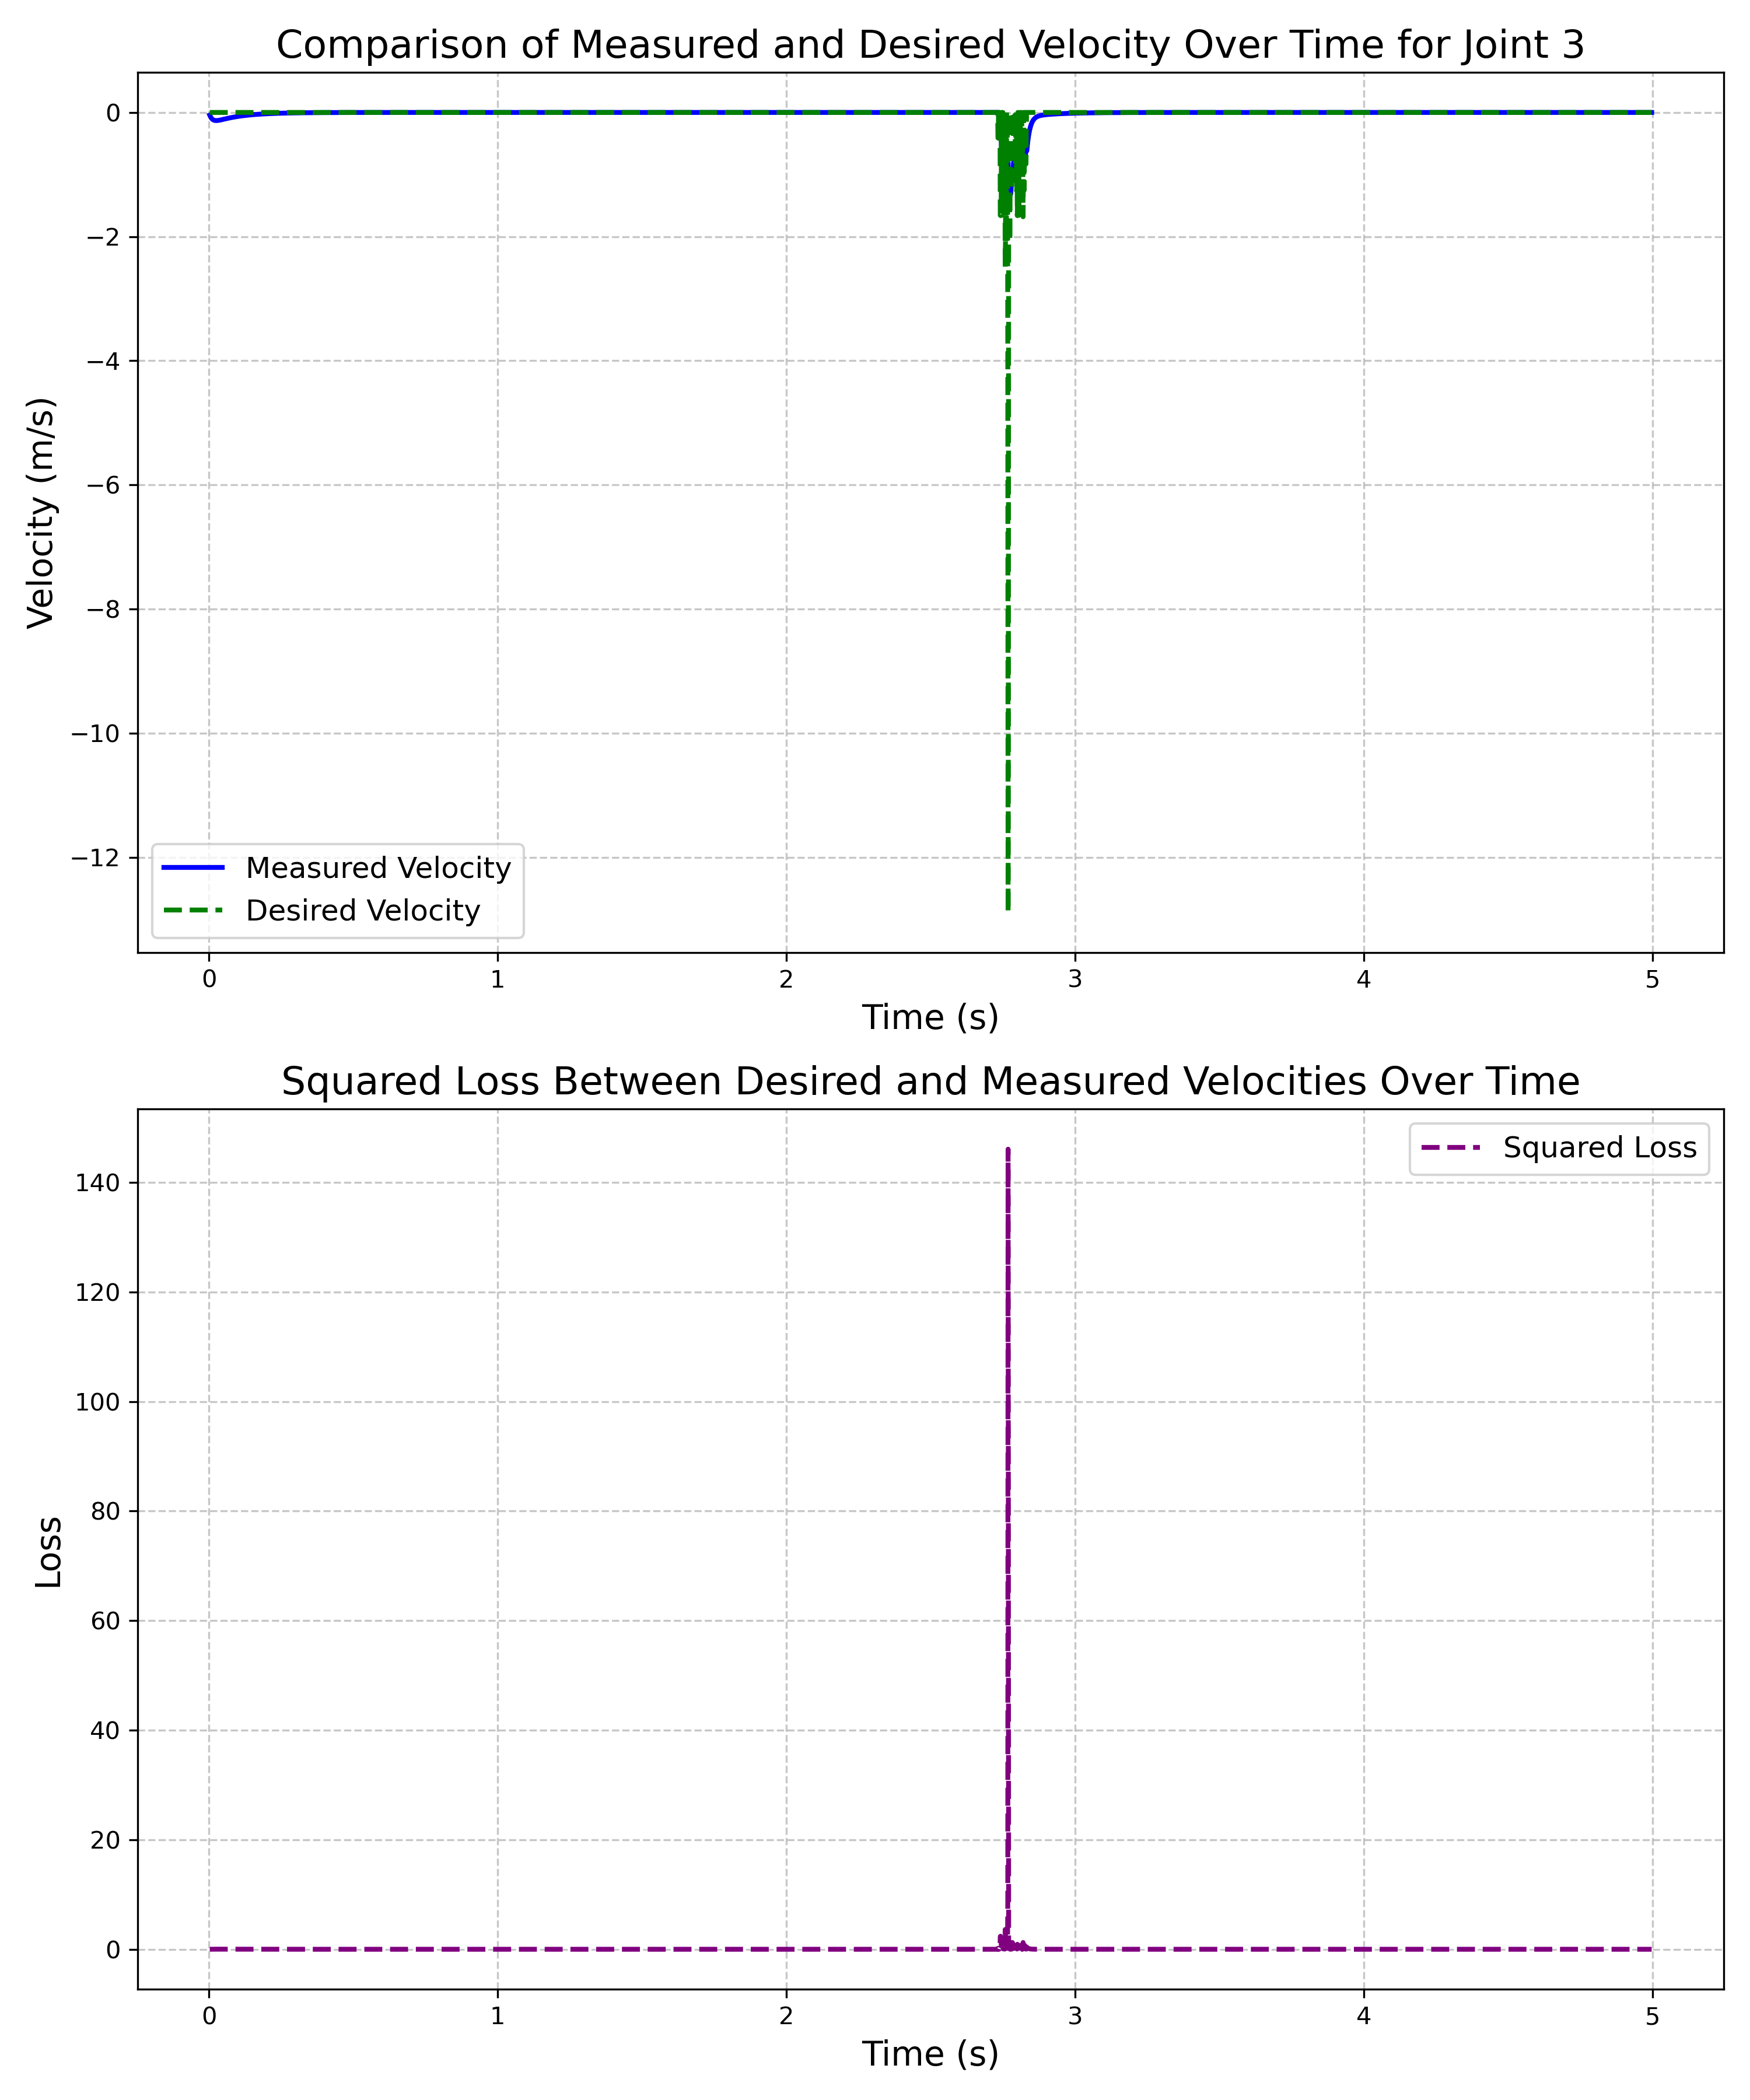 Comparison of Measured and Desired Velocity Over Time for Joint 3
Velocity (m/s)
0
−2
−4
−6
−8
−10
−12
Measured Velocity
Desired Velocity
0 1 2 3 4 5
Time (s)
Squared Loss Between Desired and Measured Velocities Over Time
Loss
140
120
100
80
60
40
20
0
Squared Loss
0 1 2 3 4 5
Time (s)